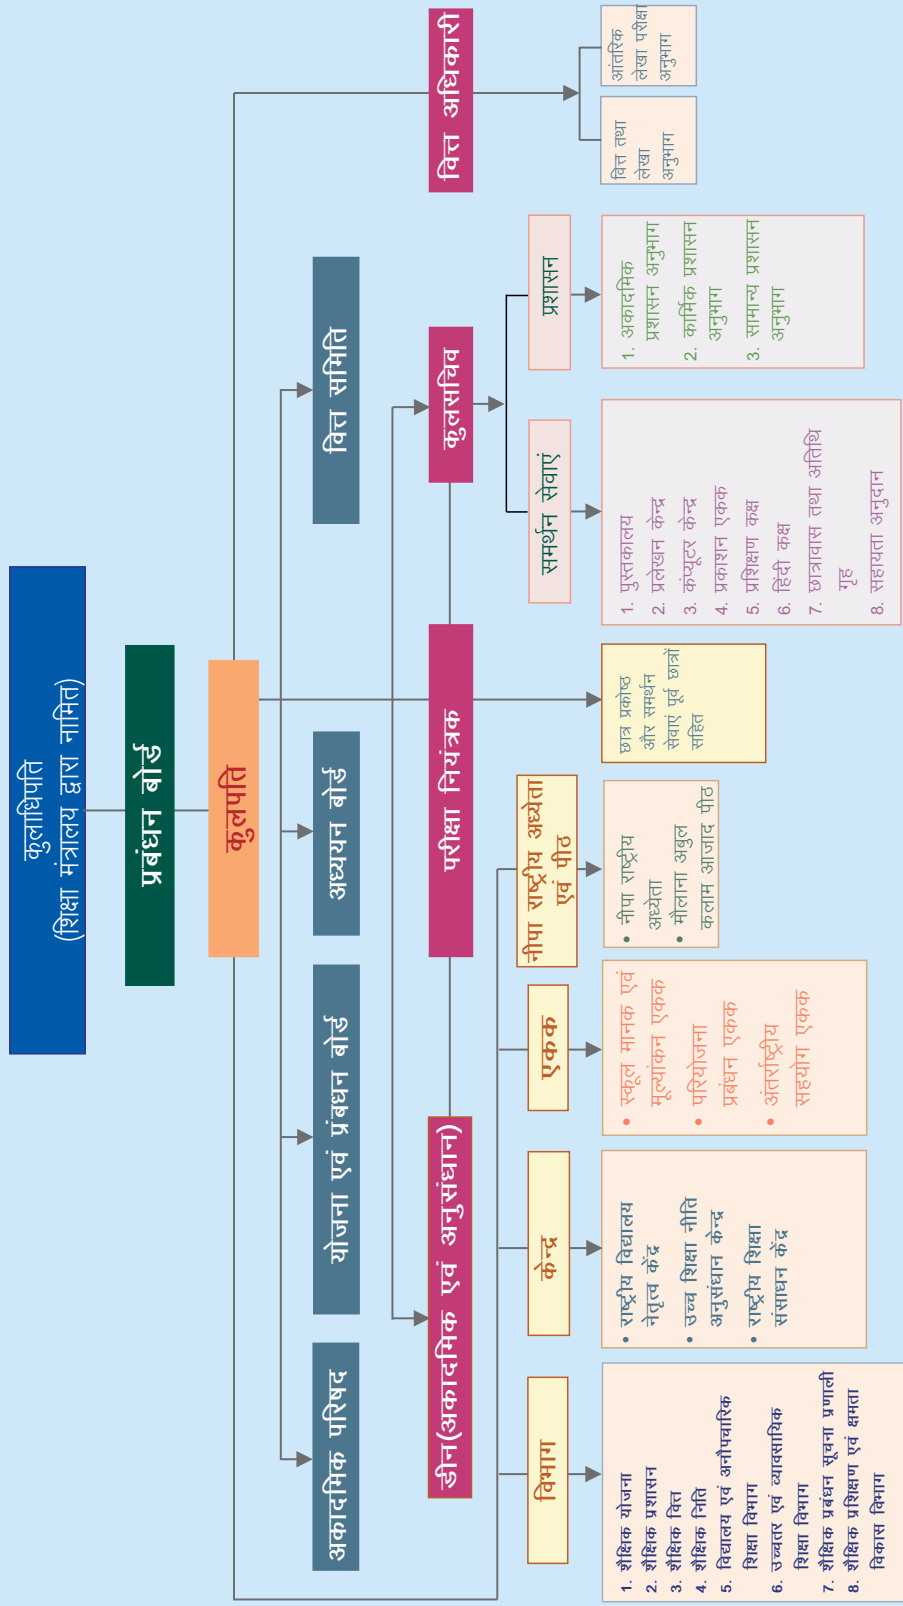 कुलाधिपति
(शिक्षा मंत्रालय द्वारा नामित)
प्रबंधन बोर्ड
कुलपति
अकादमिक परिषद
योजना एवं प्रबंधन बोर्ड
अध्ययन बोर्ड
वित्त समिति
डीन(अकादमिक एवं अनुसंधान)
परीक्षा नियंत्रक
कुलसचिव
वित्त अधिकारी
विभाग
केन्द्र
एकक
नीपा राष्ट्रीय अध्येता
एवं पीठ
समर्थन सेवाएं
प्रशासन
1. शैक्षिक योजना
2. शैक्षिक प्रशासन
3. शैक्षिक वित्त
4. शैक्षिक निति
5. विद्यालय एवं अनौपचारिक
शिक्षा विभाग
6. उच्चतर एवं व्यावसायिक
शिक्षा विभाग
7. शैक्षिक प्रबंधन सूचना प्रणाली
8. शैक्षिक प्रशिक्षण एवं क्षमता
विकास विभाग
• राष्ट्रीय विद्यालय
नेतृत्व केंद्र
• उच्च शिक्षा नीति
अनुसंधान केन्द्र
• राष्ट्रीय शिक्षा
संसाधन केंद्र
• स्कूल मानक एवं
मूल्यांकन एकक
• परियोजना
प्रबंधन एकक
• अंतर्राष्ट्रीय
सहयोग एकक
• नीपा राष्ट्रीय
अध्येता
• मौलाना अबुल
कलाम आजाद पीठ
छात्र प्रकोष्ठ
और समर्थन
सेवाएं पूर्व छात्रों
सहित
1. पुस्तकालय
2. प्रलेखन केन्द्र
3. कंप्यूटर केन्द्र
4. प्रकाशन एकक
5. प्रशिक्षण कक्ष
6. हिंदी कक्ष
7. छात्रावास तथा अतिथि
गृह
8. सहायता अनुदान
1. अकादमिक
प्रशासन अनुभाग
2. कार्मिक प्रशासन
अनुभाग
3. सामान्य प्रशासन
अनुभाग
वित्त तथा
लेखा
अनुभाग
आंतरिक
लेखा परीक्षा
अनुभाग